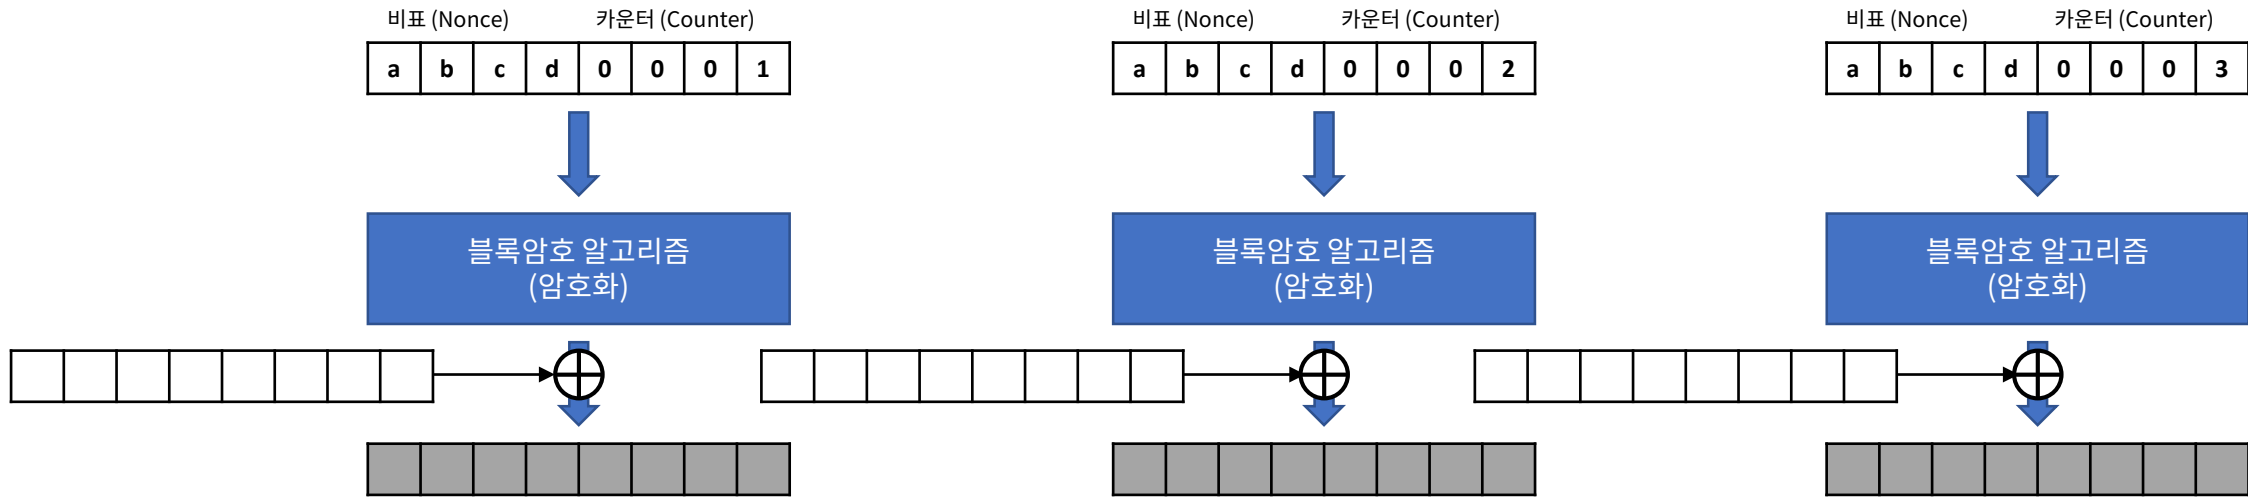 비표 (Nonce) 카운터 (Counter) 비표 (Nonce) 카운터 (Counter) 비표 (Nonce) 카운터 (Counter)
a b c d 0 0 0 1 a b c d 0 0 0 2 a b c d 0 0 0 3
블록암호 알고리즘
(암호화)
블록암호 알고리즘
(암호화)
블록암호 알고리즘
(암호화)